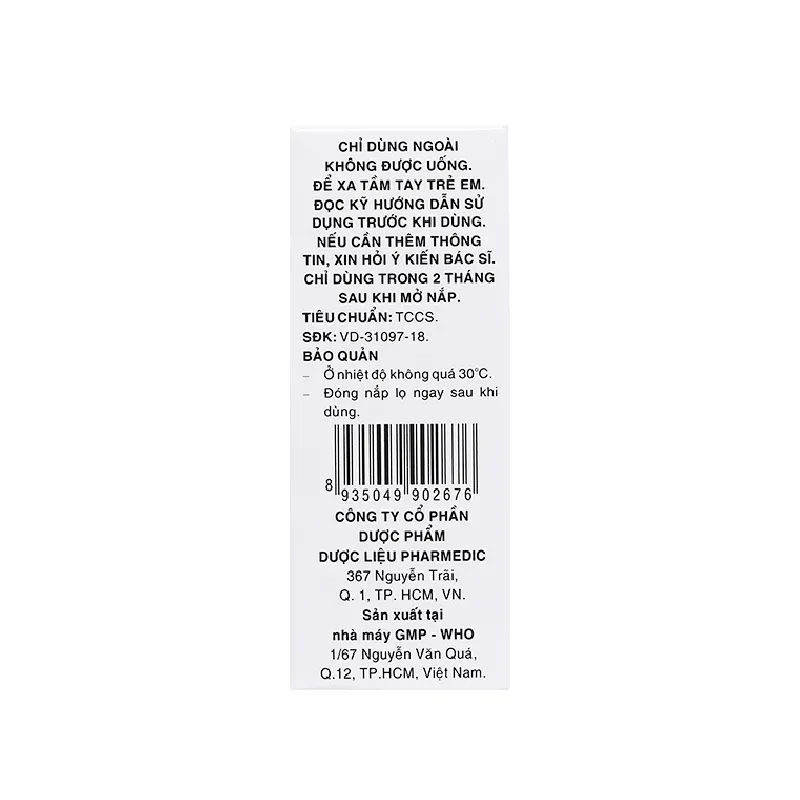 CHỈ DÙNG NGOÀI
KHÔNG ĐƯỢC UỐNG.
ĐỂ XA TẦM TAY TRẺ EM.
ĐỌC KỸ HƯỚNG DẪN SỬ
DỤNG TRƯỚC KHI DÙNG.
NẾU CẦN THÊM THÔNG
TIN, XIN HỎI Ý KIẾN BÁC SĨ.
CHỈ DÙNG TRONG 2 THÁNG
SAU KHI MỞ NẮP.
TIÊU CHUẨN: TCCS.
SĐK: VD-31097-18.
BẢO QUẢN
– Ở nhiệt độ không quá 30°C.
– Đóng nắp lọ ngay sau khi
dùng.
8 935049 902676
CÔNG TY CỔ PHẦN
DƯỢC PHẨM
DƯỢC LIỆU PHARMEDIC
367 Nguyễn Trãi,
Q. 1, TP. HCM, VN.
Sản xuất tại
nhà máy GMP - WHO
1/67 Nguyễn Văn Quá,
Q.12, TP.HCM, Việt Nam.